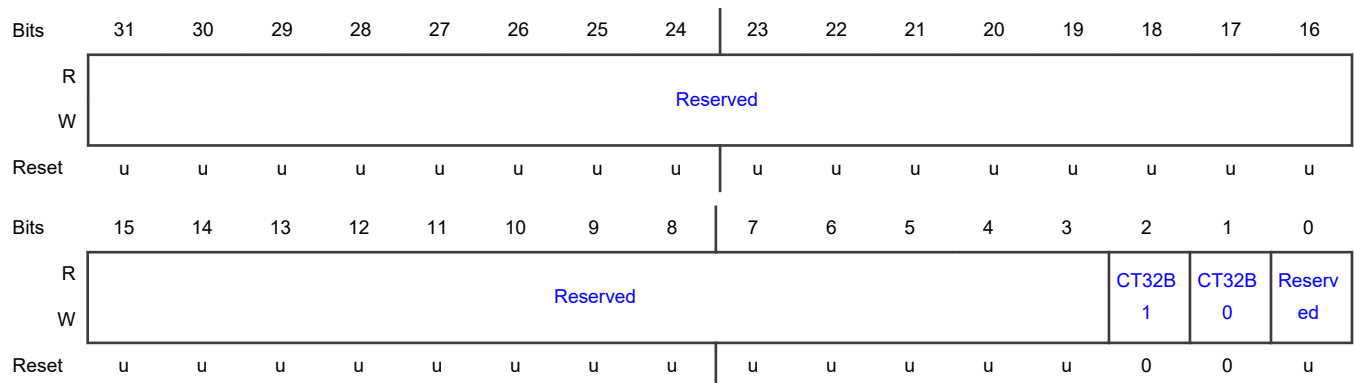 Bits 31 30 29 28 27 26 25 24 23 22 21 20 19 18 17 16
R
Reserved
W
Reset u u u u u u u u u u u u u u u u
Bits 15 14 13 12 11 10 9 8 7 6 5 4 3 2 1 0
R CT32B CT32B Reserv
Reserved
W 1 0 ed
Reset u u u u u u u u u u u u u 0 0 u